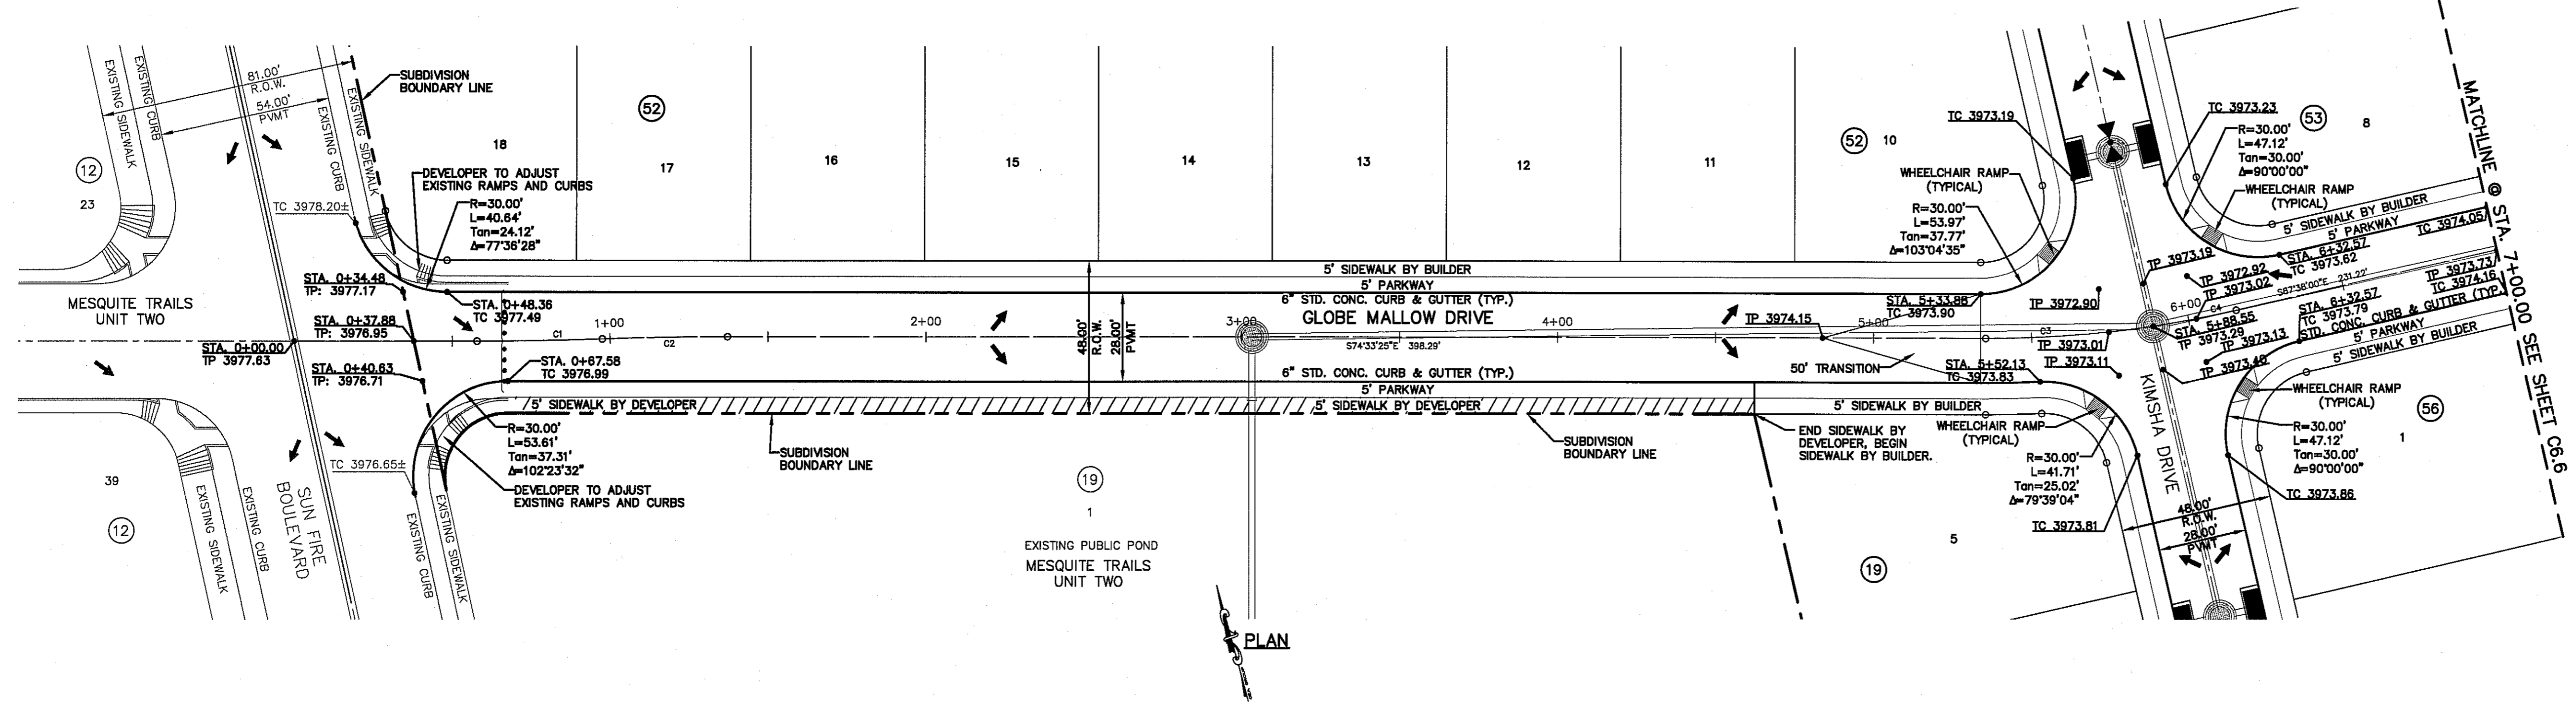 EXISTING SIDEWALK
EXISTING CURB
81.00'
R.O.W.
54.00'
PVMT
EXISTING CURB
EXISTING SIDEWALK
SUBDIVISION
BOUNDARY LINE
12
23
TC 3978.20±
DEVELOPER TO ADJUST
EXISTING RAMPS AND CURBS
R=30.00'
L=40.64'
Tan=24.12'
Δ=77°36'28"
18
52
17
16
15
14
13
12
11
52
10
MESQUITE TRAILS
UNIT TWO
STA. 0+34.48
TP: 3977.17
STA. 0+37.88
TP: 3976.95
STA. 0+00.00
TP 3977.63
STA. 0+40.63
TP: 3976.71
STA. 0+48.36
TC 3977.49
STA. 0+67.58
TC 3976.99
C1
1+00
C2
2+00
3+00
4+00
5+00
6+00
48.00'
R.O.W.
28.00'
PVMT
5' SIDEWALK BY BUILDER
5' PARKWAY
6" STD. CONC. CURB & GUTTER (TYP.)
GLOBE MALLOW DRIVE
S74°33'25"E 398.29'
6" STD. CONC. CURB & GUTTER (TYP.)
5' PARKWAY
5' SIDEWALK BY DEVELOPER
5' SIDEWALK BY DEVELOPER
5' SIDEWALK BY BUILDER
SUBDIVISION
BOUNDARY LINE
SUBDIVISION
BOUNDARY LINE
END SIDEWALK BY
DEVELOPER, BEGIN
SIDEWALK BY BUILDER.
R=30.00'
L=53.61'
Tan=37.31'
Δ=102°23'32"
DEVELOPER TO ADJUST
EXISTING RAMPS AND CURBS
TC 3976.65±
39
12
EXISTING SIDEWALK
EXISTING CURB
SUN FIRE
BOULEVARD
EXISTING CURB
EXISTING SIDEWALK
19
1
EXISTING PUBLIC POND
MESQUITE TRAILS
UNIT TWO
PLAN
TC 3973.19
WHEELCHAIR RAMP
(TYPICAL)
R=30.00'
L=53.97'
Tan=37.77'
Δ=103°04'35"
STA. 5+33.88
TC 3973.90
TP 3974.15
50' TRANSITION
STA. 5+52.13
TC 3973.83
C3
TP 3972.90
TP 3973.01
TP 3973.11
WHEELCHAIR RAMP
(TYPICAL)
R=30.00'
L=41.71'
Tan=25.02'
Δ=79°39'04"
TC 3973.81
5
19
KIMSHA DRIVE
48.00'
R.O.W.
28.00'
PVMT
TC 3973.23
53
8
R=30.00'
L=47.12'
Tan=30.00'
Δ=90°00'00"
WHEELCHAIR RAMP
(TYPICAL)
5' SIDEWALK BY BUILDER
5' PARKWAY
TC 3974.05
STA. 6+32.57
TC 3973.62
TP 3973.19
TP 3972.92
TP 3973.02
S87°38'00"E 231.22'
TP 3973.73
TC 3974.16
C4
STA. 5+88.55
TP 3973.29
TP 3973.13
TP 3973.40
STA. 6+32.57
TC 3973.79
STD. CONC. CURB & GUTTER (TYP.)
5' PARKWAY
5' SIDEWALK BY BUILDER
WHEELCHAIR RAMP
(TYPICAL)
R=30.00'
L=47.12'
Tan=30.00'
Δ=90°00'00"
56
1
TC 3973.86
MATCHLINE @ STA. 7+00.00 SEE SHEET C6.6